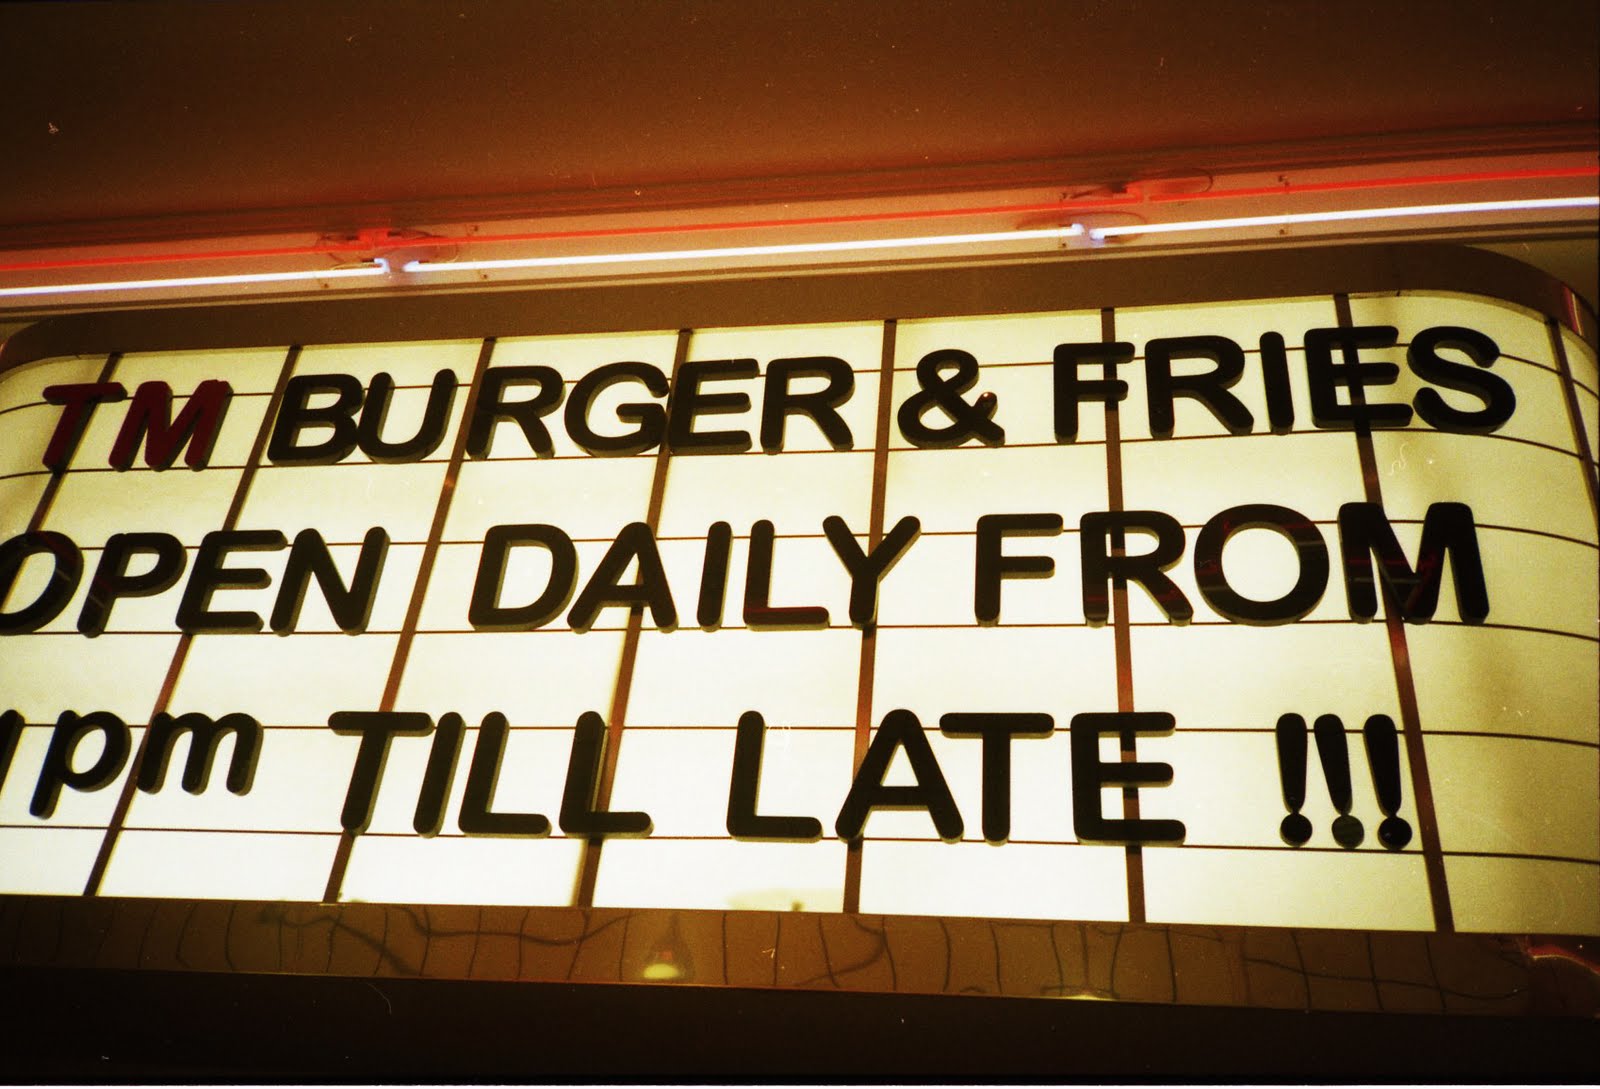 TM BURGER & FRIES
OPEN DAILY FROM
pm TILL LATE !!!